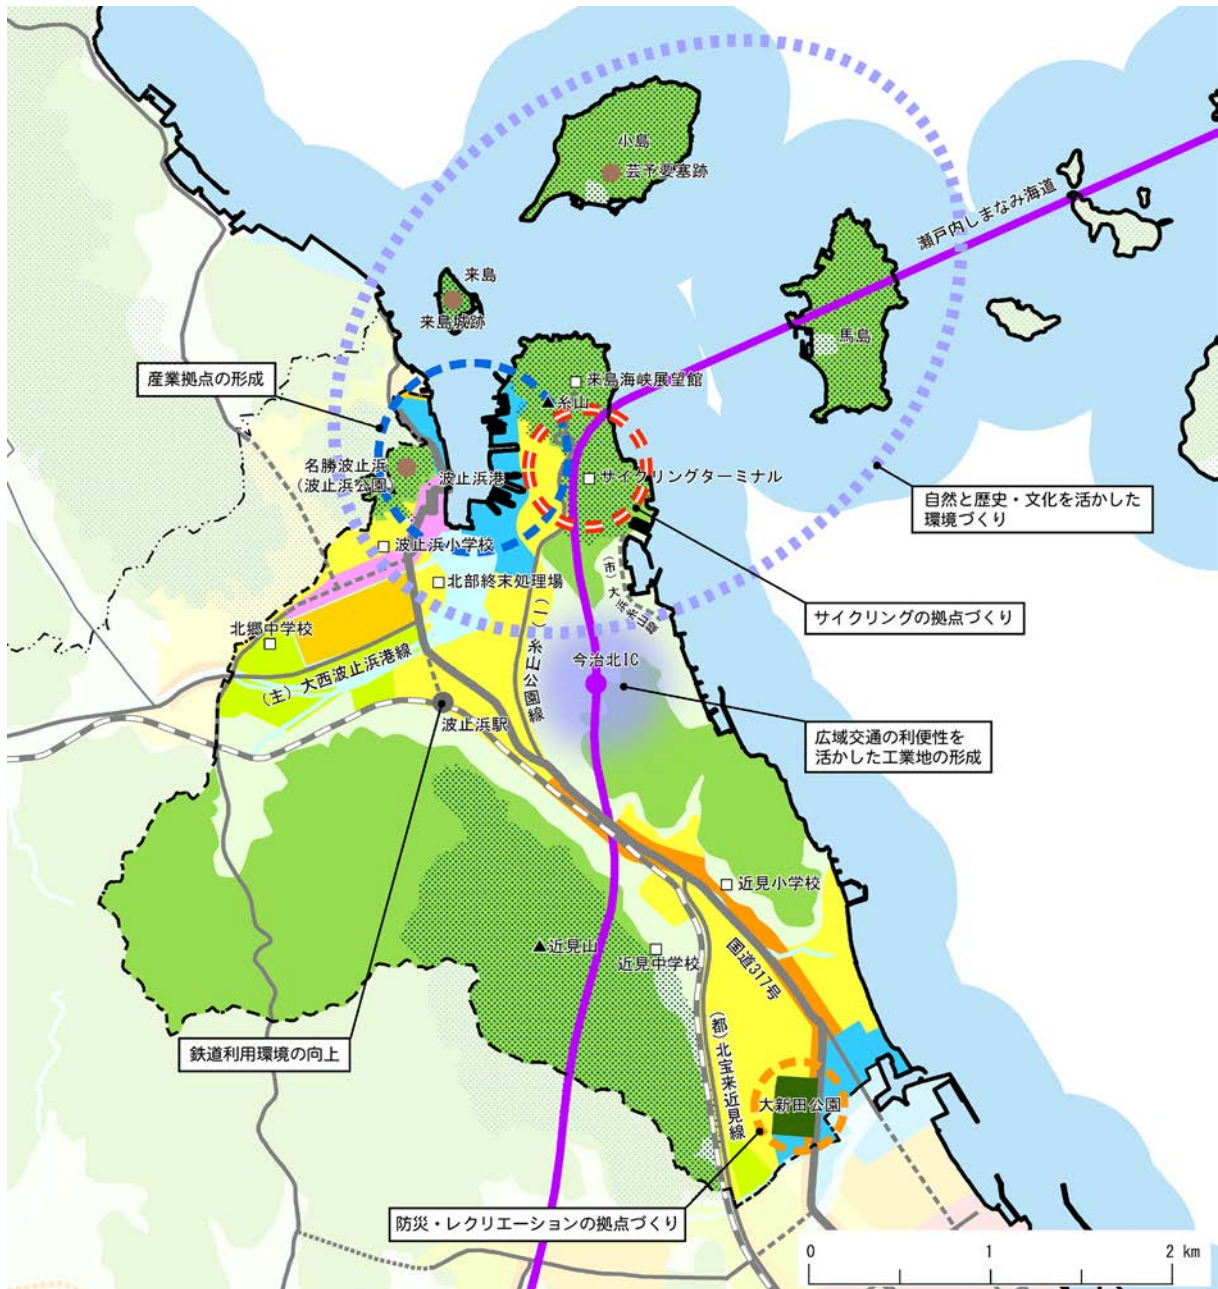 小島
芸予要塞跡
瀬戸内しまなみ海道
来島
来島城跡
馬島
産業拠点の形成
来島海峡展望館
▲糸山
名勝波止浜
（波止浜公園）
波止浜港
サイクリングターミナル
自然と歴史・文化を活かした
環境づくり
波止浜小学校
北部終末処理場
（市）大浜糸山線
サイクリングの拠点づくり
北郷中学校
（一）糸山公園線
今治北IC
（主）大西波止浜港線
波止浜駅
広域交通の利便性を
活かした工業地の形成
近見小学校
▲近見山
近見中学校
国道317号
鉄道利用環境の向上
（都）北宝来近見線
大新田公園
防災・レクリエーションの拠点づくり
0 1 2 km